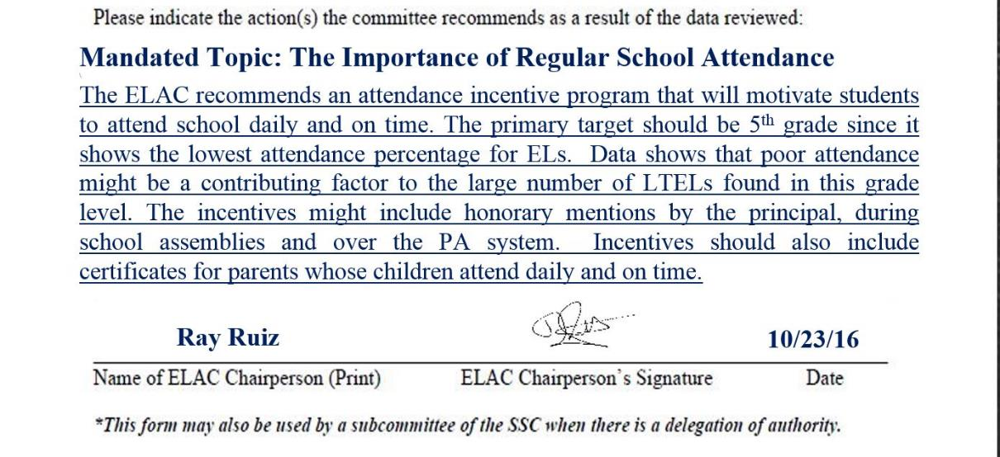 Please indicate the action(s) the committee recommends as a result of the data reviewed:
Mandated Topic: The Importance of Regular School Attendance
The ELAC recommends an attendance incentive program that will motivate students
to attend school daily and on time. The primary target should be 5th grade since it
shows the lowest attendance percentage for ELs. Data shows that poor attendance
might be a contributing factor to the large number of LTELs found in this grade
level. The incentives might include honorary mentions by the principal, during
school assemblies and over the PA system. Incentives should also include
certificates for parents whose children attend daily and on time.
Ray Ruiz 10/23/16
Name of ELAC Chairperson (Print) ELAC Chairperson's Signature Date
*This form may also be used by a subcommittee of the SSC when there is a delegation of authority.